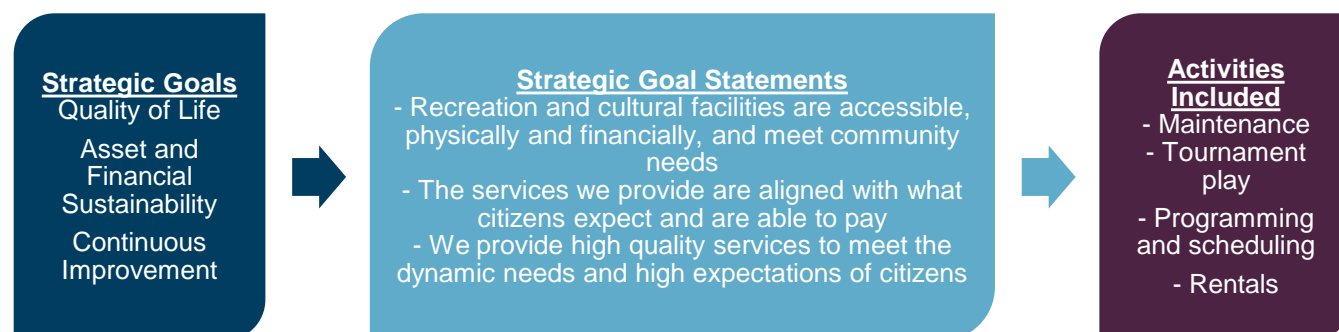 Strategic Goals
Quality of Life
Asset and
Financial
Sustainability
Continuous
Improvement
Strategic Goal Statements
- Recreation and cultural facilities are accessible,
physically and financially, and meet community
needs
- The services we provide are aligned with what
citizens expect and are able to pay
- We provide high quality services to meet the
dynamic needs and high expectations of citizens
Activities
Included
- Maintenance
- Tournament
play
- Programming
and scheduling
- Rentals